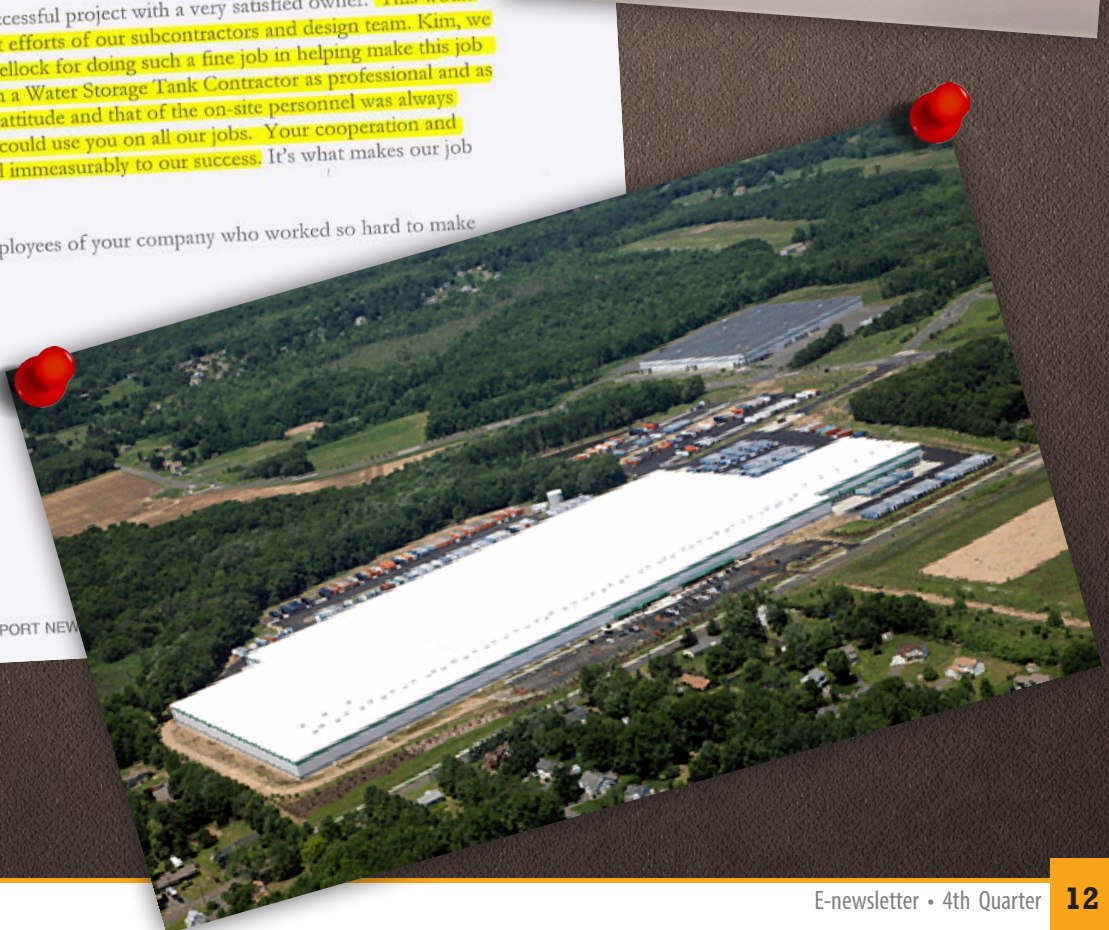 ccessful project with a very satisfied owner. This would
t efforts of our subcontractors and design team. Kim, we
ellock for doing such a fine job in helping make this job
n a Water Storage Tank Contractor as professional and as
attitude and that of the on-site personnel was always
could use you on all our jobs. Your cooperation and
l immeasurably to our success. It's what makes our job
ployees of your company who worked so hard to make
PORT NEW
E-newsletter • 4th Quarter 12